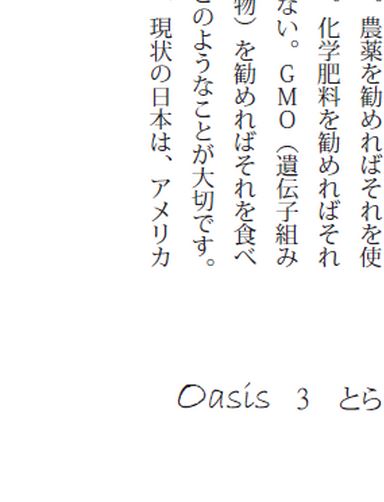 。農薬を勧めればそれを使
。化学肥料を勧めればそれ
ない。GMO（遺伝子組み
物）を勧めればそれを食べ
どのようなことが大切です。
現状の日本は、アメリカ
Oasis 3 とら